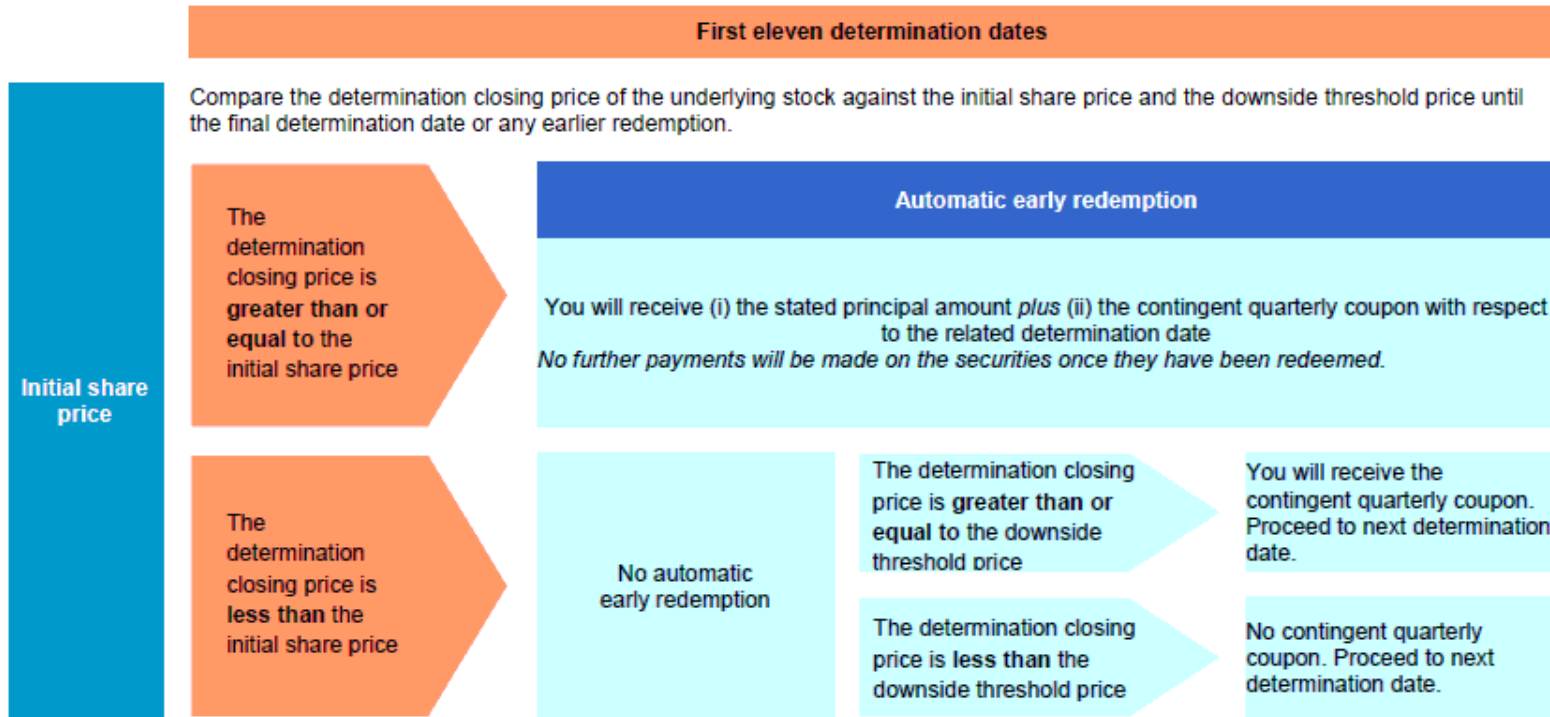 First eleven determination dates
Compare the determination closing price of the underlying stock against the initial share price and the downside threshold price until
the final determination date or any earlier redemption.
Initial share
price
The
determination
closing price is
greater than or
equal to the
initial share price
Automatic early redemption
You will receive (i) the stated principal amount plus (ii) the contingent quarterly coupon with respect
to the related determination date
No further payments will be made on the securities once they have been redeemed.
The
determination
closing price is
less than the
initial share price
No automatic
early redemption
The determination closing
price is greater than or
equal to the downside
threshold price
You will receive the
contingent quarterly coupon.
Proceed to next determination
date.
The determination closing
price is less than the
downside threshold price
No contingent quarterly
coupon. Proceed to next
determination date.